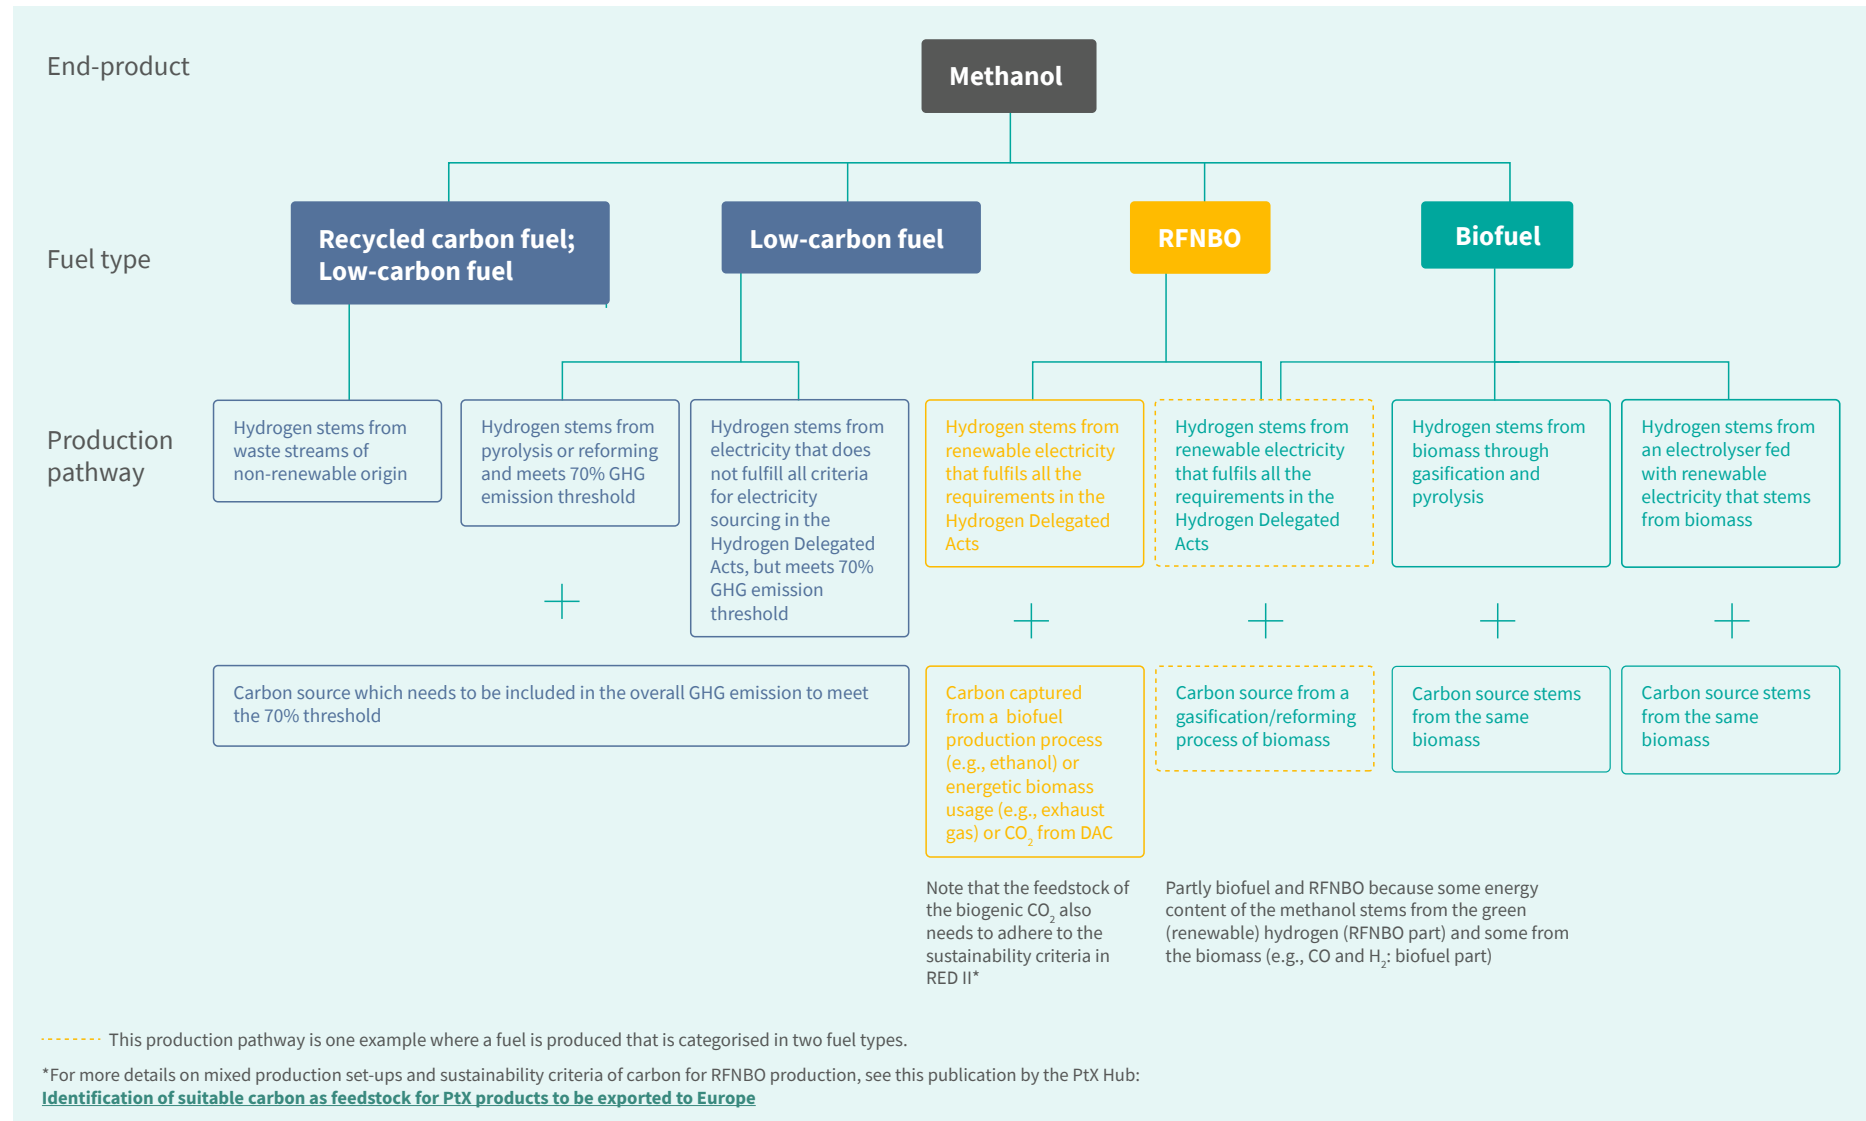 End-product
Methanol
Fuel type
Recycled carbon fuel;
Low-carbon fuel
Low-carbon fuel
RFNBO
Biofuel
Production
pathway
Hydrogen stems from
waste streams of
non-renewable origin
Hydrogen stems from
pyrolysis or reforming
and meets 70% GHG
emission threshold
Hydrogen stems from
electricity that does
not fulfill all criteria
for electricity
sourcing in the
Hydrogen Delegated
Acts, but meets 70%
GHG emission
threshold
Hydrogen stems from
renewable electricity
that fulfils all the
requirements in the
Hydrogen Delegated
Acts
Hydrogen stems from
renewable electricity
that fulfils all the
requirements in the
Hydrogen Delegated
Acts
Hydrogen stems from
biomass through
gasification and
pyrolysis
Hydrogen stems from
an electrolyser fed
with renewable
electricity that stems
from biomass
Carbon source which needs to be included in the overall GHG emission to meet
the 70% threshold
Carbon captured
from a biofuel
production process
(e.g., ethanol) or
energetic biomass
usage (e.g., exhaust
gas) or CO₂ from DAC
Carbon source from a
gasification/reforming
process of biomass
Carbon source stems
from the same
biomass
Carbon source stems
from the same
biomass
Note that the feedstock of
the biogenic CO₂ also
needs to adhere to the
sustainability criteria in
RED II*
Partly biofuel and RFNBO because some energy
content of the methanol stems from the green
(renewable) hydrogen (RFNBO part) and some from
the biomass (e.g., CO and H₂: biofuel part)
This production pathway is one example where a fuel is produced that is categorised in two fuel types.
*For more details on mixed production set-ups and sustainability criteria of carbon for RFNBO production, see this publication by the PtX Hub:
Identification of suitable carbon as feedstock for PtX products to be exported to Europe